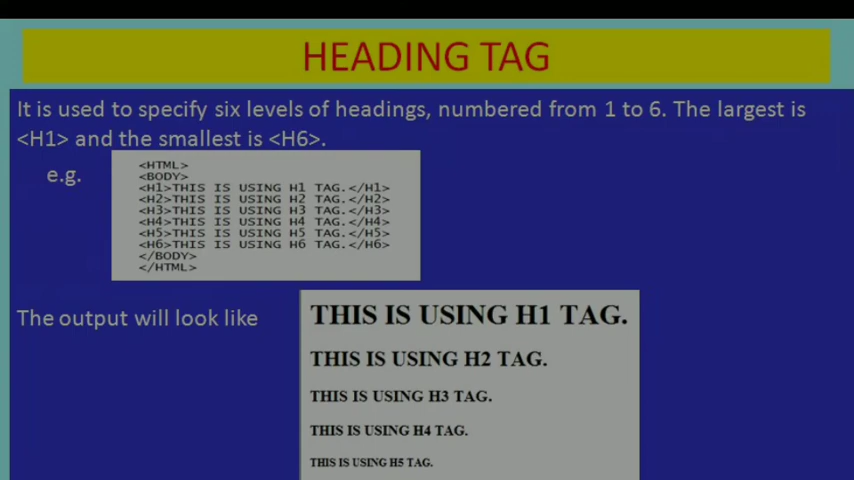 HEADING TAG
It is used to specify six levels of headings, numbered from 1 to 6. The largest is
<H1> and the smallest is <H6>.
e.g.
<HTML>
<BODY>
<H1>THIS IS USING H1 TAG.</H1>
<H2>THIS IS USING H2 TAG.</H2>
<H3>THIS IS USING H3 TAG.</H3>
<H4>THIS IS USING H4 TAG.</H4>
<H5>THIS IS USING H5 TAG.</H5>
<H6>THIS IS USING H6 TAG.</H6>
</BODY>
</HTML>
The output will look like
THIS IS USING H1 TAG.
THIS IS USING H2 TAG.
THIS IS USING H3 TAG.
THIS IS USING H4 TAG.
THIS IS USING H5 TAG.